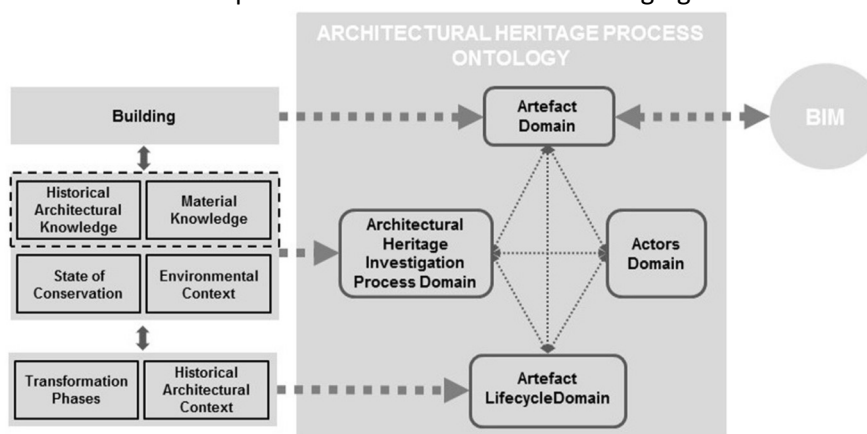 ARCHITECTURAL HERITAGE PROCESS
ONTOLOGY
Building
Artefact
Domain
BIM
Historical
Architectural
Knowledge
Material
Knowledge
Architectural
Heritage
Investigation
Process Domain
Actors
Domain
State of
Conservation
Environmental
Context
Transformation
Phases
Historical
Architectural
Context
Artefact
LifecycleDomain